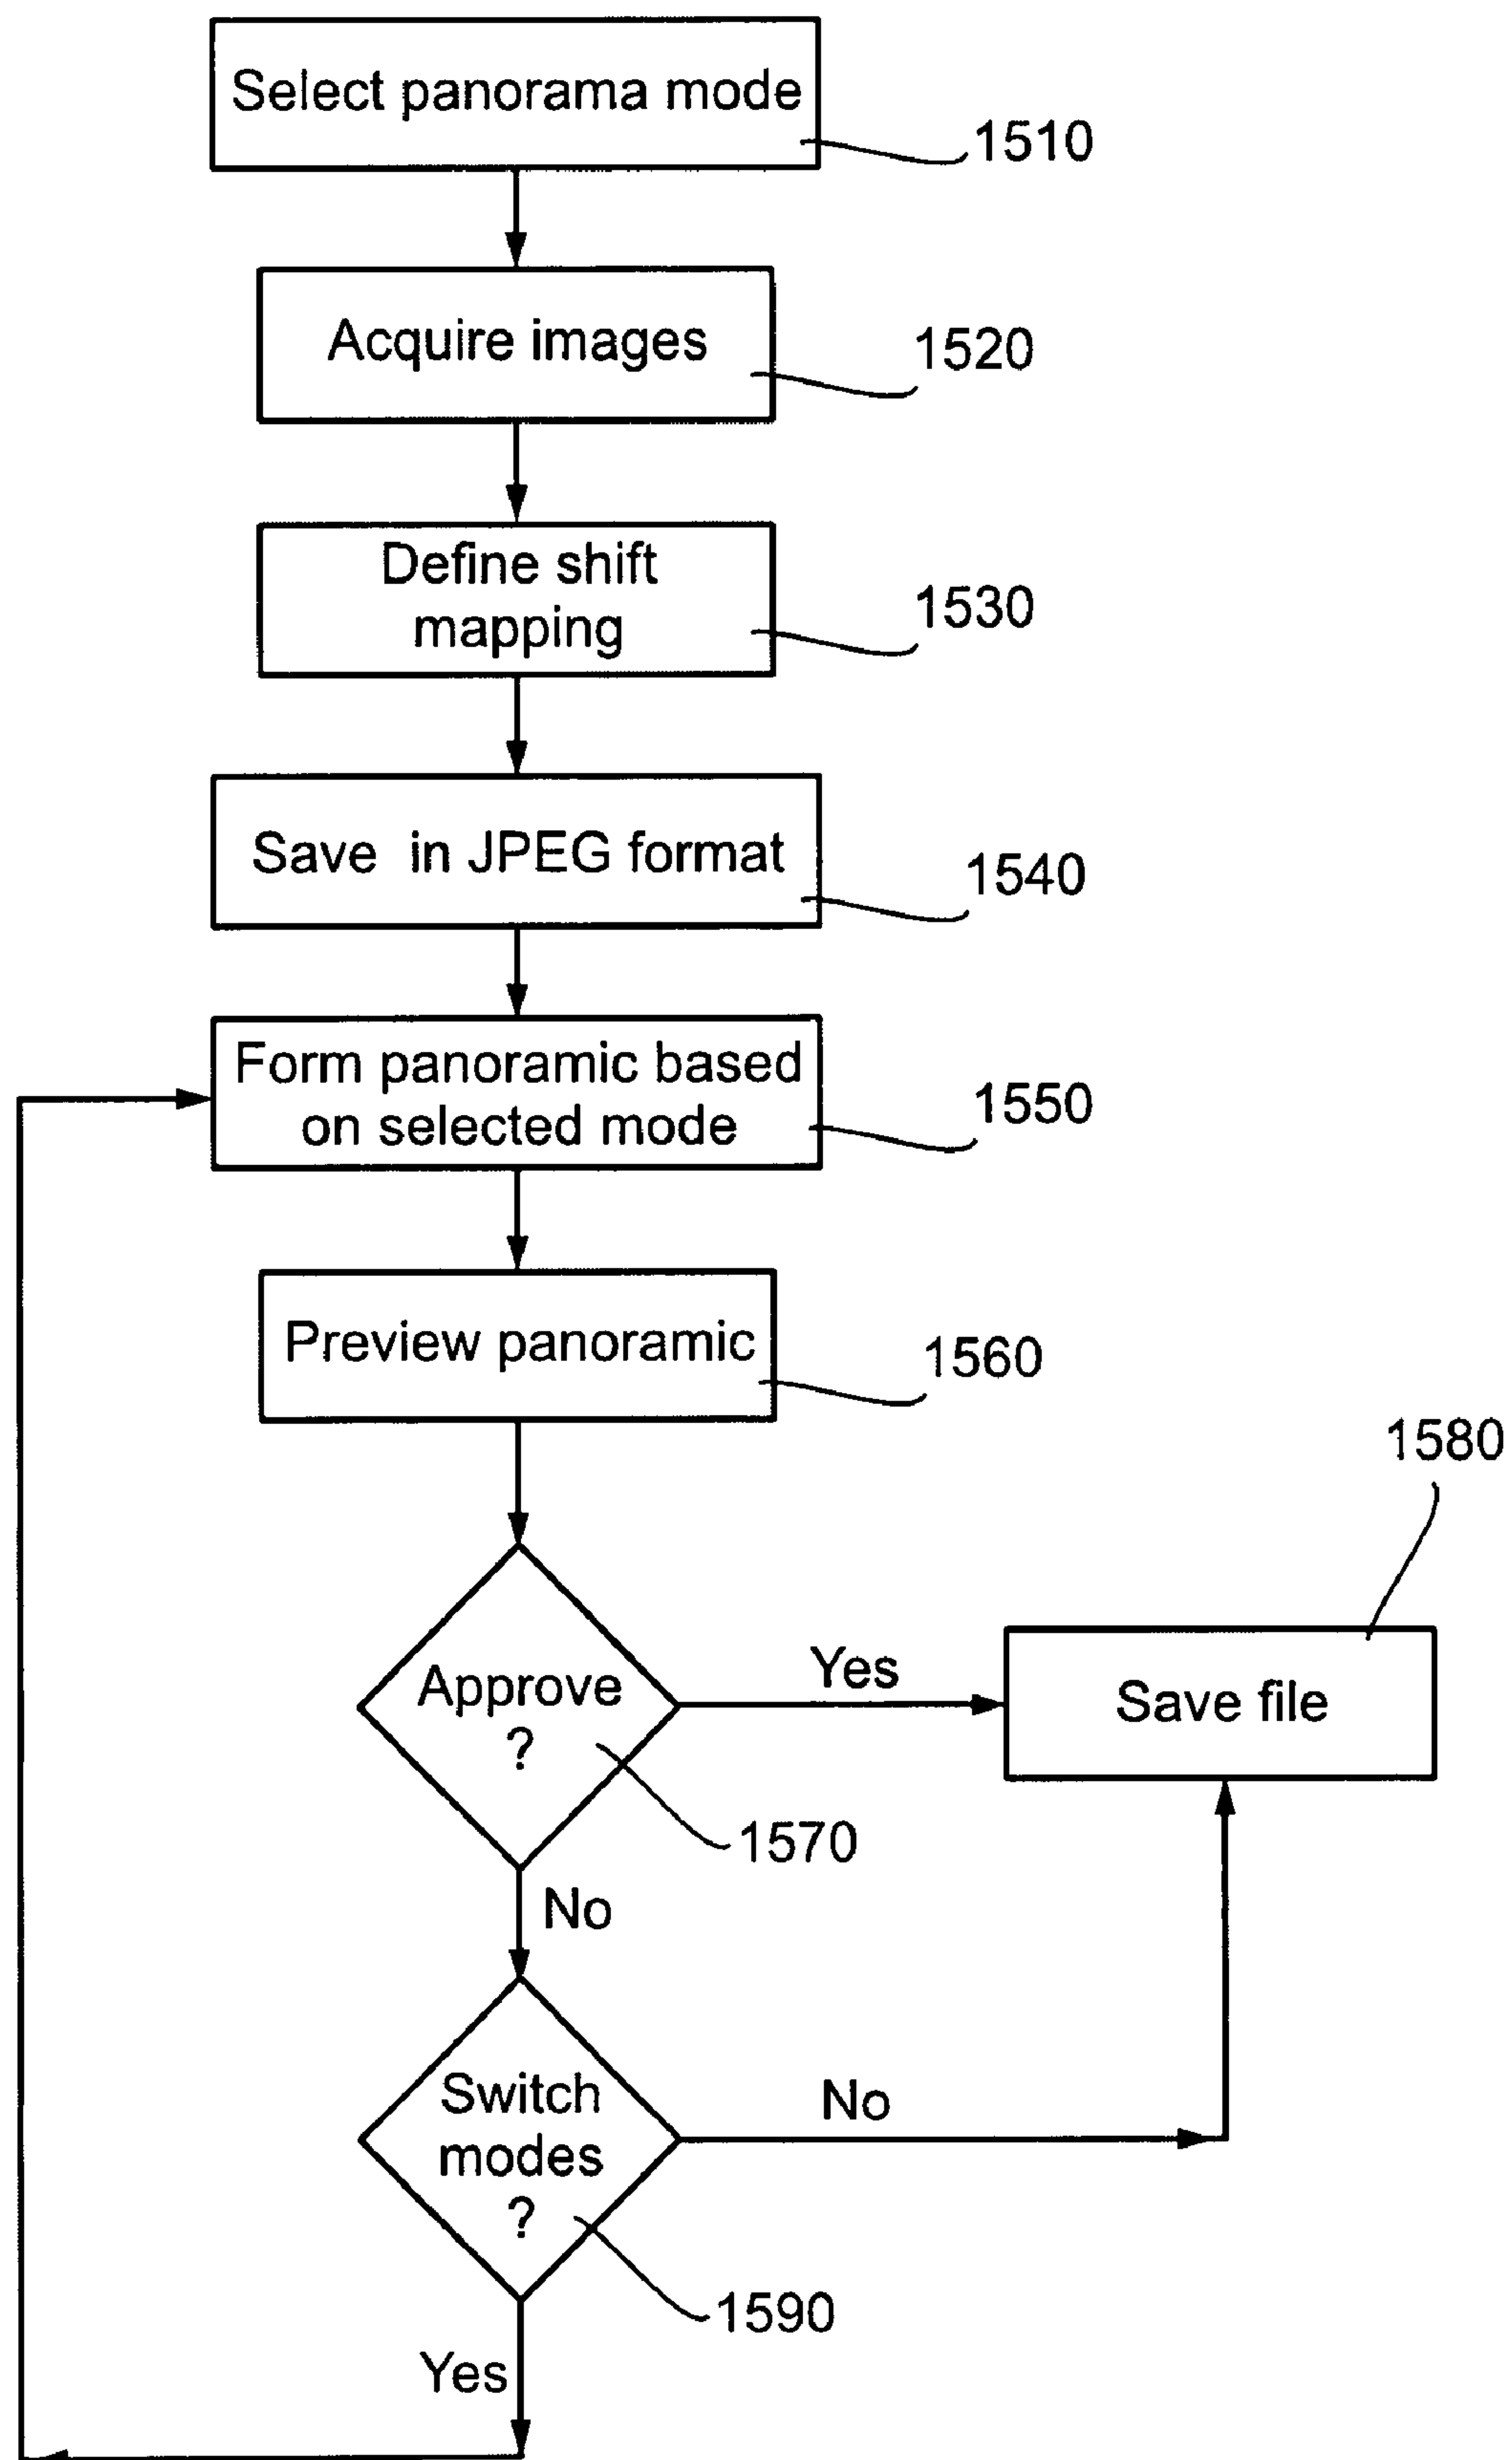 Select panorama mode
1510
Acquire images
1520
Define shift
mapping
1530
Save in JPEG format
1540
Form panoramic based
on selected mode
1550
Preview panoramic
1560
1580
Approve
?
Yes
Save file
1570
No
Switch
modes
?
No
1590
Yes